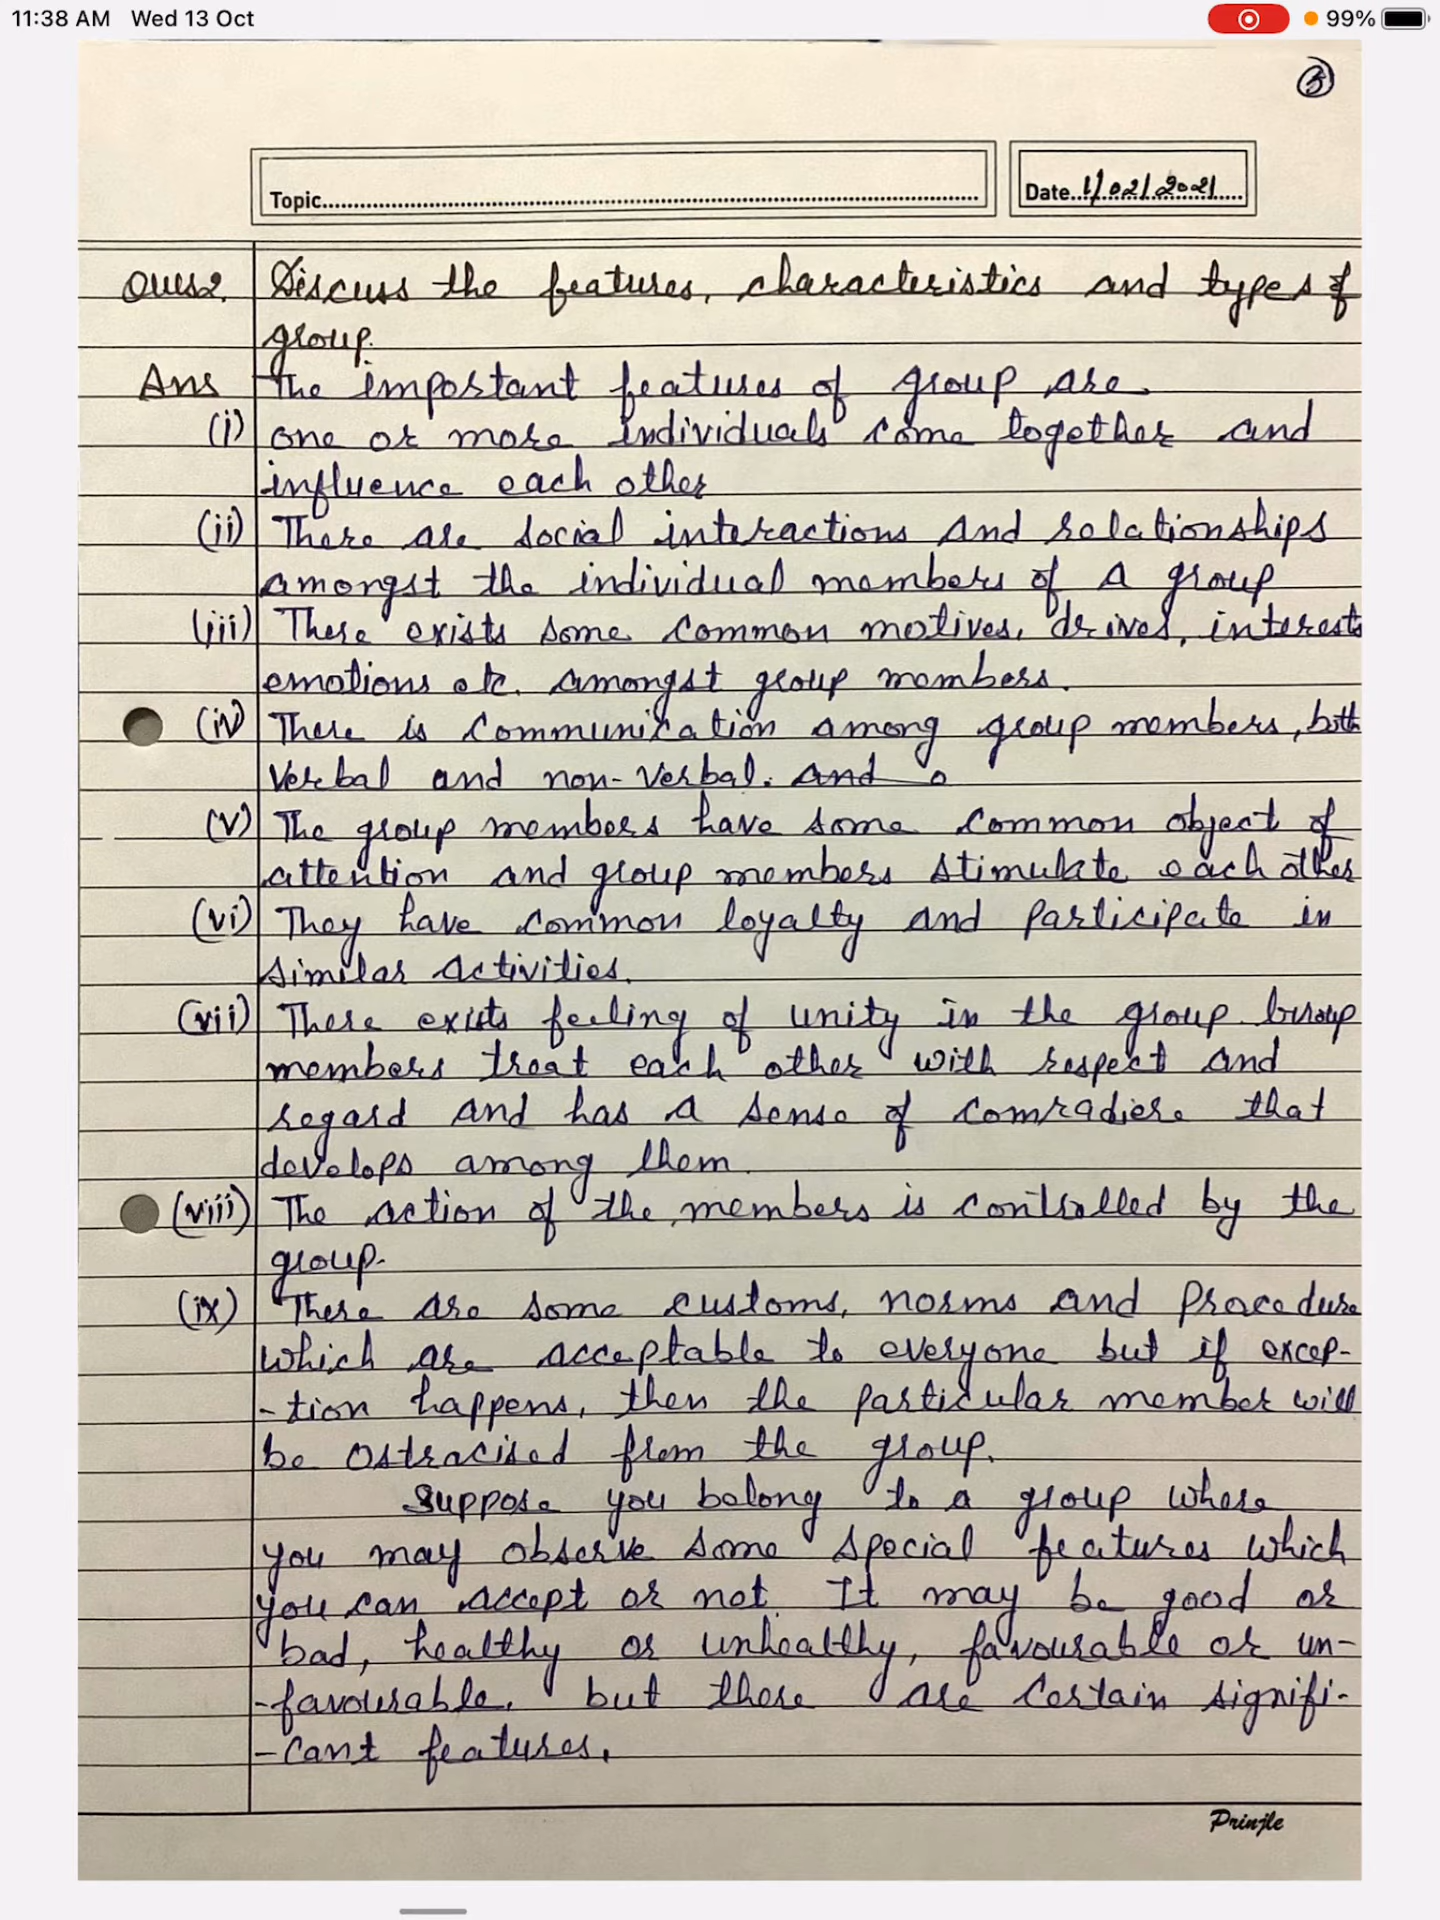 11:38 AM Wed 13 Oct 99%
3
Topic
Date 1/02/2021
Ques2. Discuss the features, characteristics and types of
group.
Ans The important features of group are
(i) one or more individuals come together and
influence each other
(ii) There are social interactions and relationships
amongst the individual members of a group
(iii) There exists some common motives, drives, interests
emotions etc. amongst group members.
(iv) There is communication among group members, both
verbal and non-verbal. and
(v) The group members have some common object of
attention and group members stimulate each other
(vi) They have common loyalty and participate in
similar activities.
(vii) There exists feeling of unity in the group. Group
members treat each other with respect and
regard and has a sense of comradiere that
develops among them
(viii) The action of the members is controlled by the
group.
(ix) There are some customs, norms and procedure
which are acceptable to everyone but if excep-
-tion happens, then the particular member will
be ostracised from the group.
Suppose you belong to a group where
you may observe some special features which
you can accept or not. It may be good or
bad, healthy or unhealthy, favourable or un-
-favourable, but there are certain signifi-
-cant features.
Prinjle